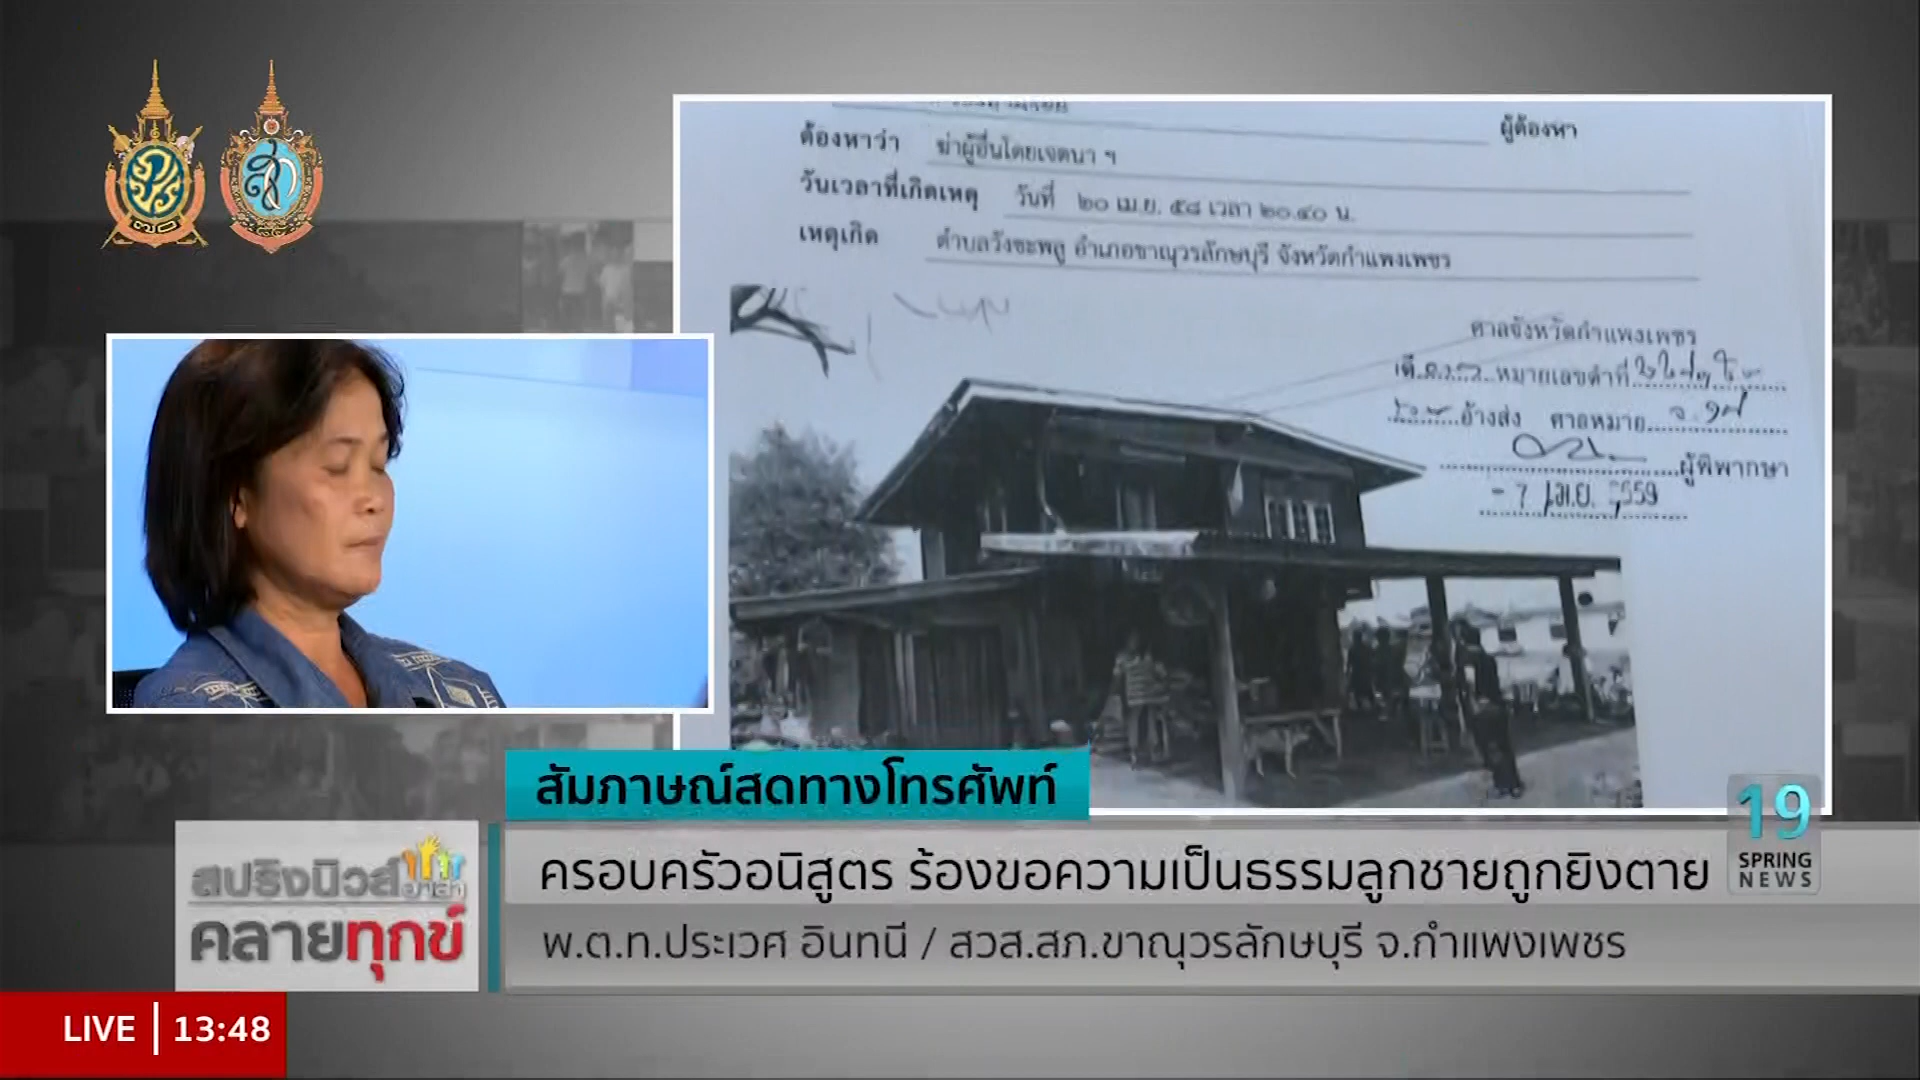 ผู้ต้องหา
ต้องหาว่า ฆ่าผู้อื่นโดยเจตนา ฯ
วันเวลาที่เกิดเหตุ วันที่ ๒๐ เม.ย. ๕๘ เวลา ๒๐.๔๐ น.
เหตุเกิด ตำบลวังชะพลู อำเภอขาณุวรลักษบุรี จังหวัดกำแพงเพชร
ศาลจังหวัดกำแพงเพชร
หมายเลขดำที่
อ้างส่ง ศาลหมาย จ.๑๗
ผู้พิพากษา
- 7 เม.ย. 2559
สัมภาษณ์สดทางโทรศัพท์
19
SPRING
NEWS
สปริงนิวส์
อาสา
คลายทุกข์
ครอบครัวอนิสูตร ร้องขอความเป็นธรรมลูกชายถูกยิงตาย
พ.ต.ท.ประเวศ อินทนี / สวส.สภ.ขาณุวรลักษบุรี จ.กำแพงเพชร
LIVE 13:48